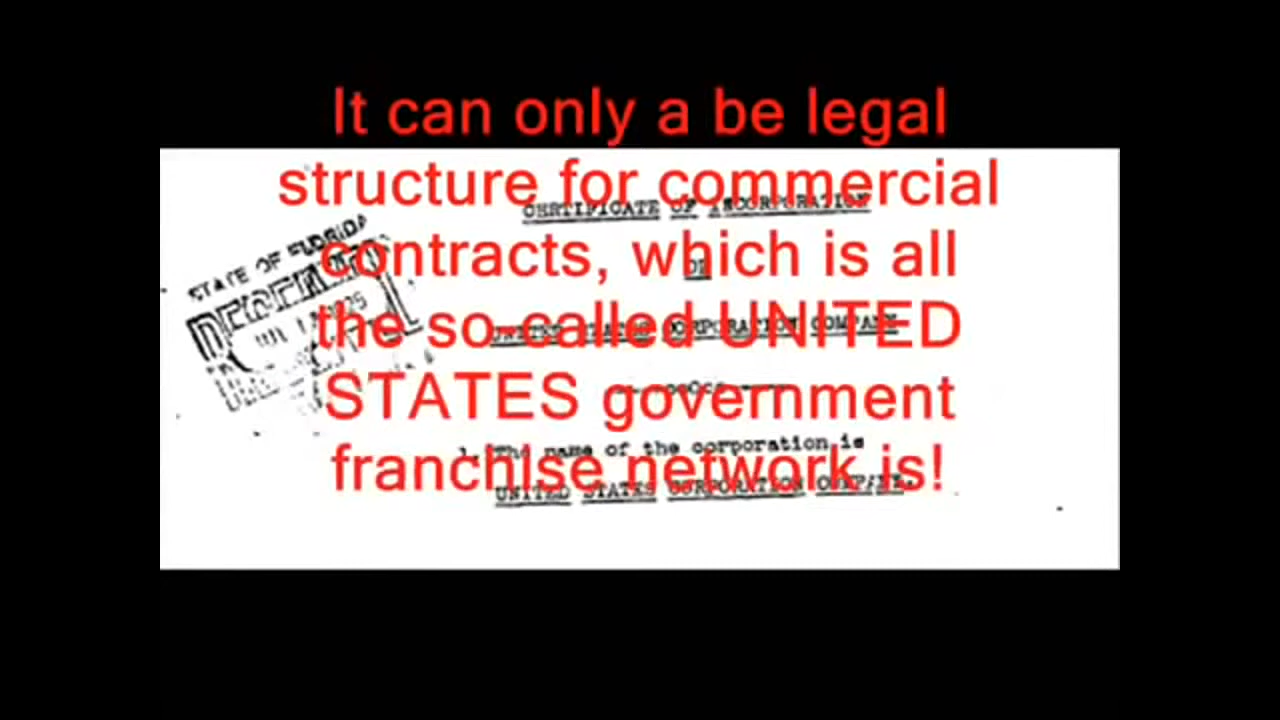 It can only a be legal
structure for commercial
CERTIFICATE OF INCORPORATION
STATE OF FLORIDA
contracts, which is all
OF
the so-called UNITED
UNITED STATES CORPORATION COMPANY
STATES government
1. The name of the corporation is
franchise network is!
UNITED STATES CORPORATION COMPANY.